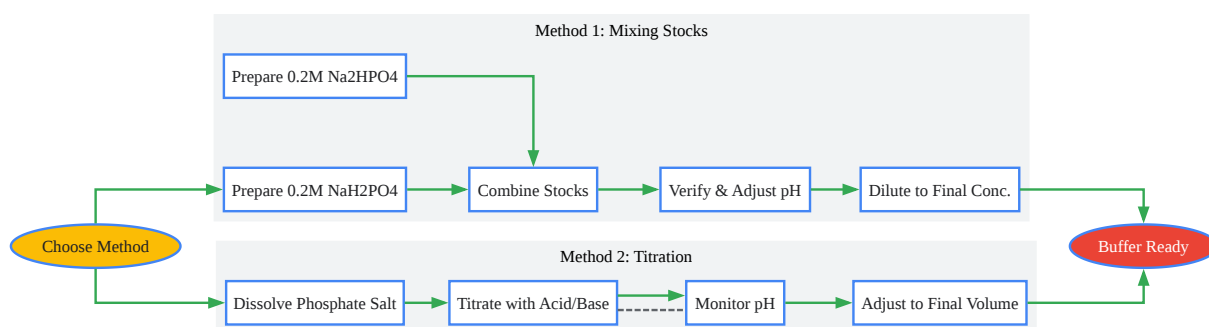 Method 1: Mixing Stocks
Prepare 0.2M Na2HPO4
Prepare 0.2M NaH2PO4
Combine Stocks
Verify & Adjust pH
Dilute to Final Conc.
Choose Method
Buffer Ready
Method 2: Titration
Dissolve Phosphate Salt
Titrate with Acid/Base
Monitor pH
Adjust to Final Volume